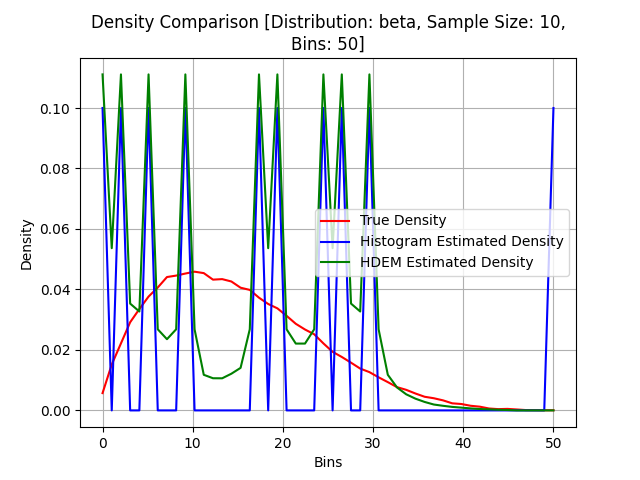 Density Comparison [Distribution: beta, Sample Size: 10,
Bins: 50]
Density
0.10
0.08
0.06
0.04
0.02
0.00
True Density
Histogram Estimated Density
HDEM Estimated Density
0 10 20 30 40 50
Bins